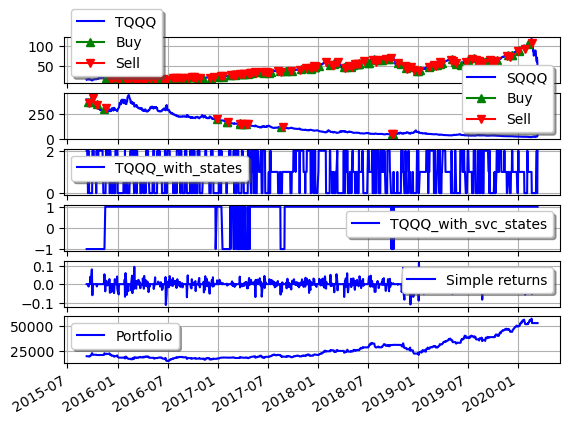 TQQQ
Buy
Sell
100
50
SQQQ
Buy
Sell
250
0
2
0
TQQQ_with_states
1
0
−1
TQQQ_with_svc_states
0.1
0.0
−0.1
Simple returns
50000
25000
Portfolio
2015-07
2016-01
2016-07
2017-01
2017-07
2018-01
2018-07
2019-01
2019-07
2020-01